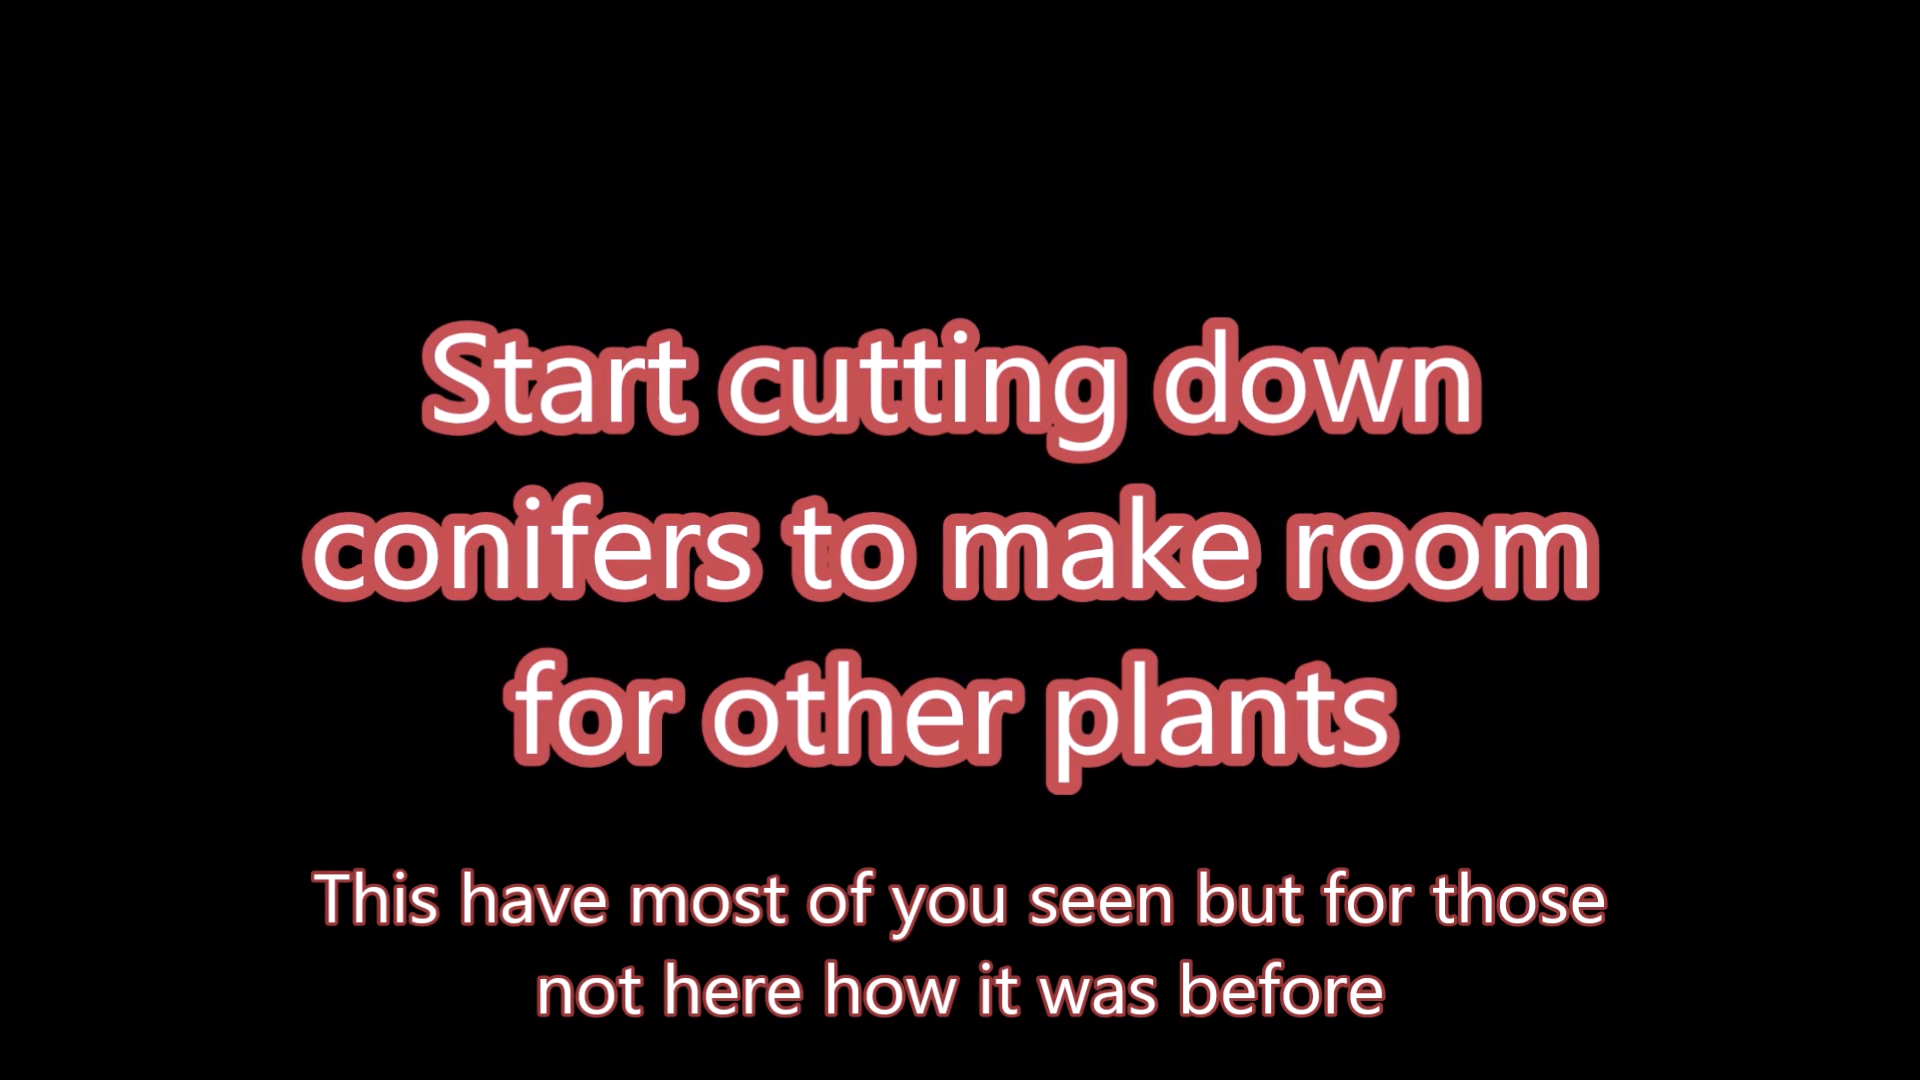 Start cutting down
conifers to make room
for other plants
This have most of you seen but for those
not here how it was before